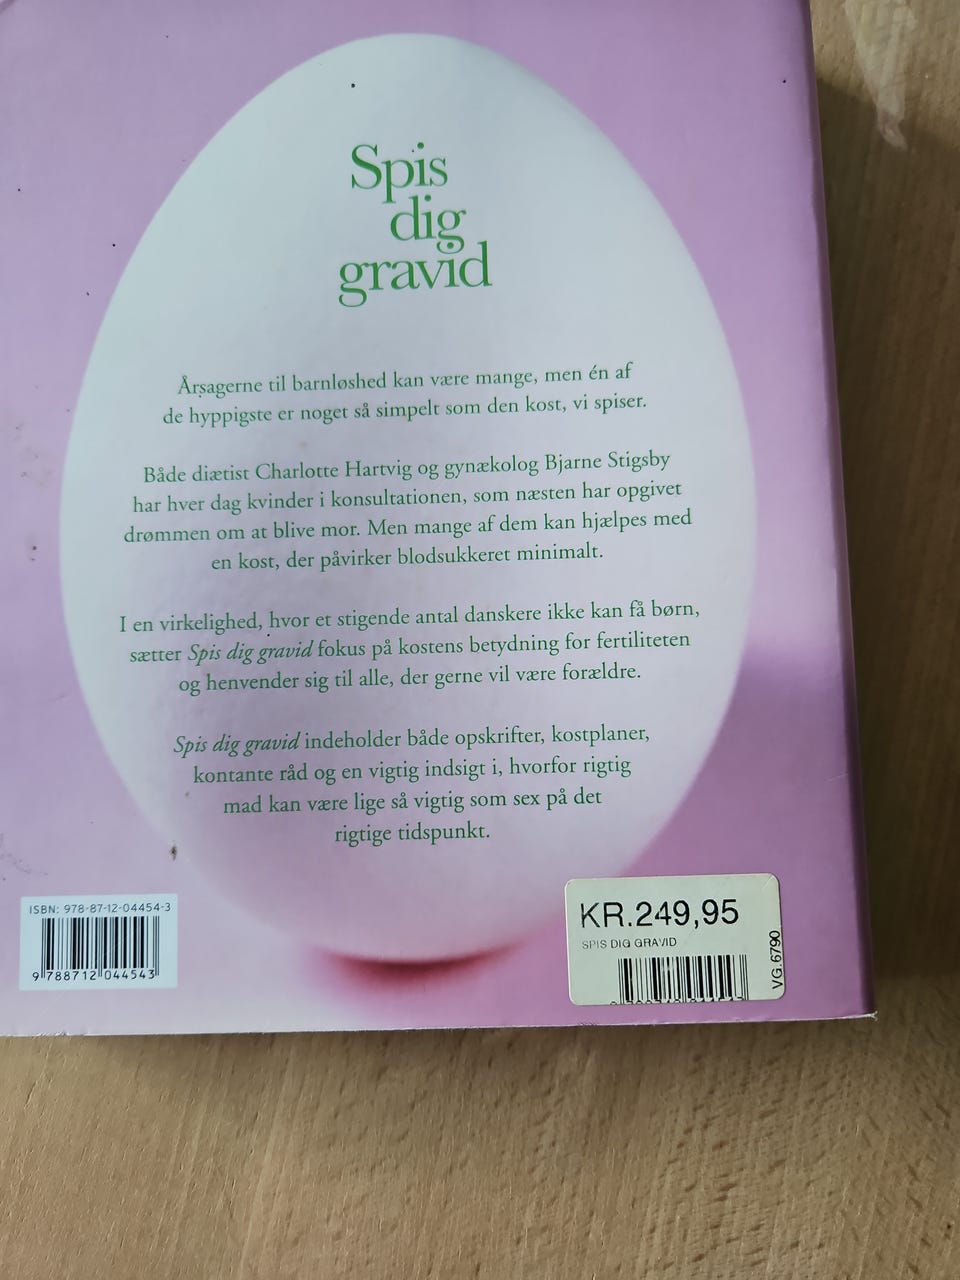 Spis
dig
gravid
Årsagerne til barnløshed kan være mange, men én af
de hyppigste er noget så simpelt som den kost, vi spiser.
Både diætist Charlotte Hartvig og gynækolog Bjarne Stigsby
har hver dag kvinder i konsultationen, som næsten har opgivet
drømmen om at blive mor. Men mange af dem kan hjælpes med
en kost, der påvirker blodsukkeret minimalt.
I en virkelighed, hvor et stigende antal danskere ikke kan få børn,
sætter Spis dig gravid fokus på kostens betydning for fertiliteten
og henvender sig til alle, der gerne vil være forældre.
Spis dig gravid indeholder både opskrifter, kostplaner,
kontante råd og en vigtig indsigt i, hvorfor rigtig
mad kan være lige så vigtig som sex på det
rigtige tidspunkt.
ISBN: 978-87-12-04454-3
9 788712 044543
KR.249,95
SPIS DIG GRAVID
VG.6790